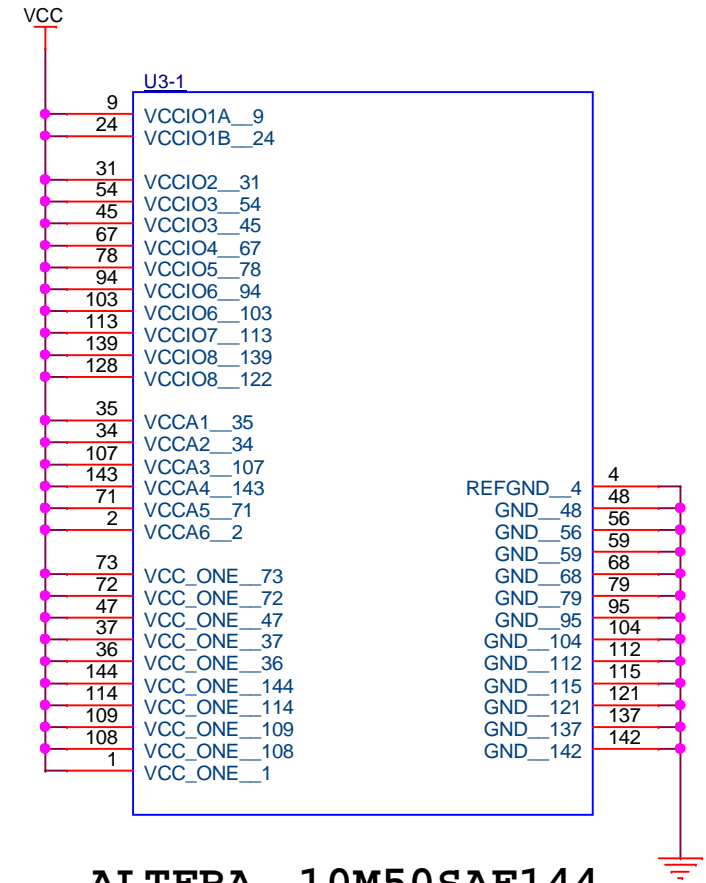 VCC
U3-1
9 VCCIO1A__9
24 VCCIO1B__24
31 VCCIO2__31
54 VCCIO3__54
45 VCCIO3__45
67 VCCIO4__67
78 VCCIO5__78
94 VCCIO6__94
103 VCCIO6__103
113 VCCIO7__113
139 VCCIO8__139
128 VCCIO8__122
35 VCCA1__35
34 VCCA2__34
107 VCCA3__107
143 VCCA4__143
71 VCCA5__71
2 VCCA6__2
73 VCC_ONE__73
72 VCC_ONE__72
47 VCC_ONE__47
37 VCC_ONE__37
36 VCC_ONE__36
144 VCC_ONE__144
114 VCC_ONE__114
109 VCC_ONE__109
108 VCC_ONE__108
1 VCC_ONE__1
REFGND__4 4
GND__48 48
GND__56 56
GND__59 59
GND__68 68
GND__79 79
GND__95 95
GND__104 104
GND__112 112
GND__115 115
GND__121 121
GND__137 137
GND__142 142
ALTERA 10M50SAE144